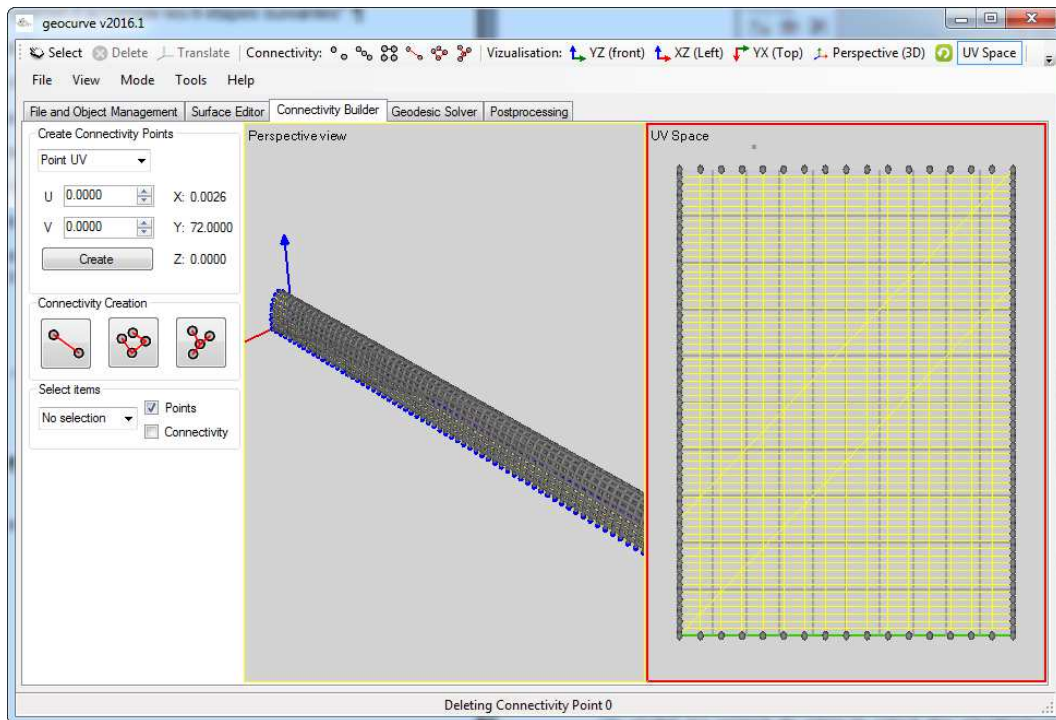 geocurve v2016.1
Select Delete Translate Connectivity: Vizualisation: YZ (front) XZ (Left) YX (Top) Perspective (3D) UV Space
File View Mode Tools Help
File and Object Management Surface Editor Connectivity Builder Geodesic Solver Postprocessing
Create Connectivity Points
Point UV
U 0.0000 X: 0.0026
V 0.0000 Y: 72.0000
Create Z: 0.0000
Connectivity Creation
Select items
No selection Points
Connectivity
Perspective view
UV Space
Deleting Connectivity Point 0